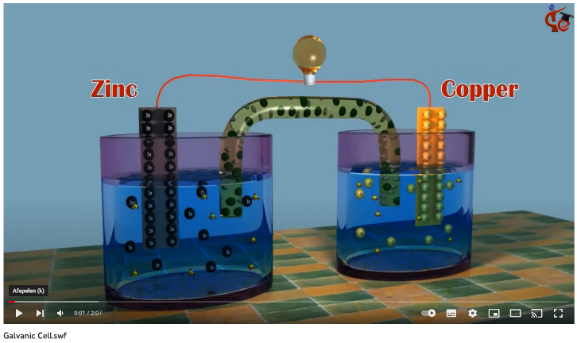 Zinc
Copper
Afspelen (k)
0:01 / 2:07
Galvanic Cell.swf